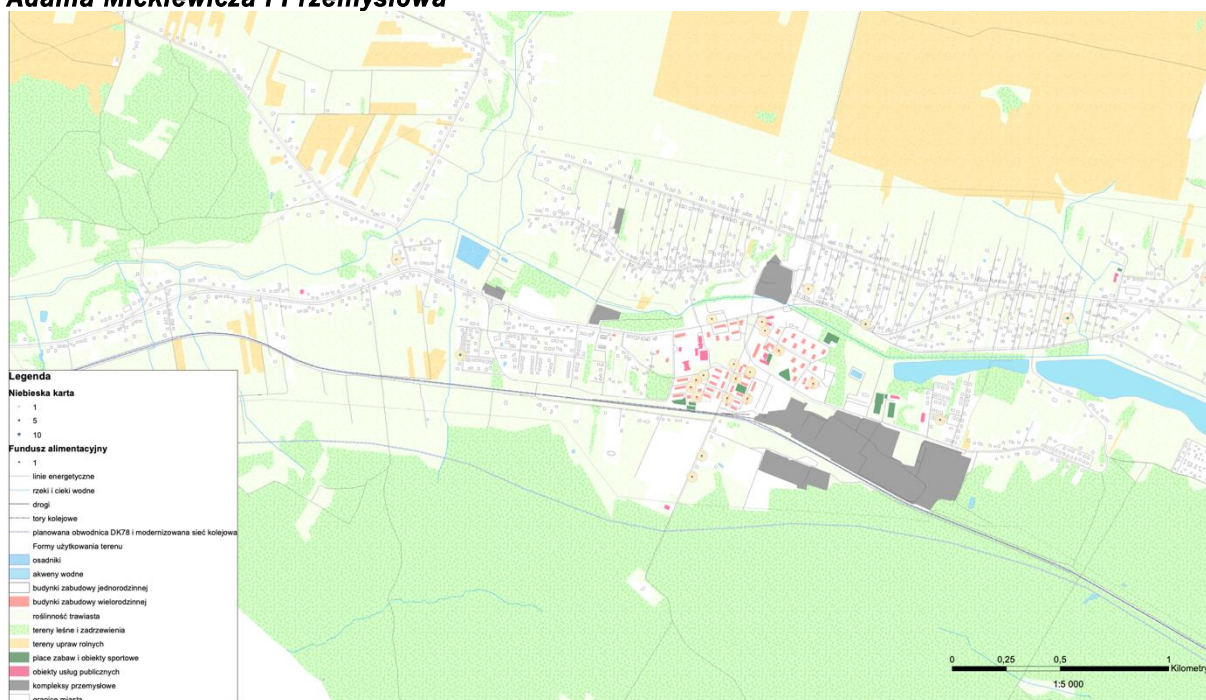 Adama Mickiewicza i Przemysłowa
Legenda
Niebieska karta
1
5
10
Fundusz alimentacyjny
1
linie energetyczne
rzeki i cieki wodne
drogi
tory kolejowe
planowana obwodnica DK78 i modernizowana sieć kolejowa
Formy użytkowania terenu
osadniki
akweny wodne
budynki zabudowy jednorodzinnej
budynki zabudowy wielorodzinnej
roślinność trawiasta
tereny leśne i zadrzewienia
tereny upraw rolnych
place zabaw i obiekty sportowe
obiekty usług publicznych
kompleksy przemysłowe
granice miasta
0 0,25 0,5 1
Kilometry
1:5 000